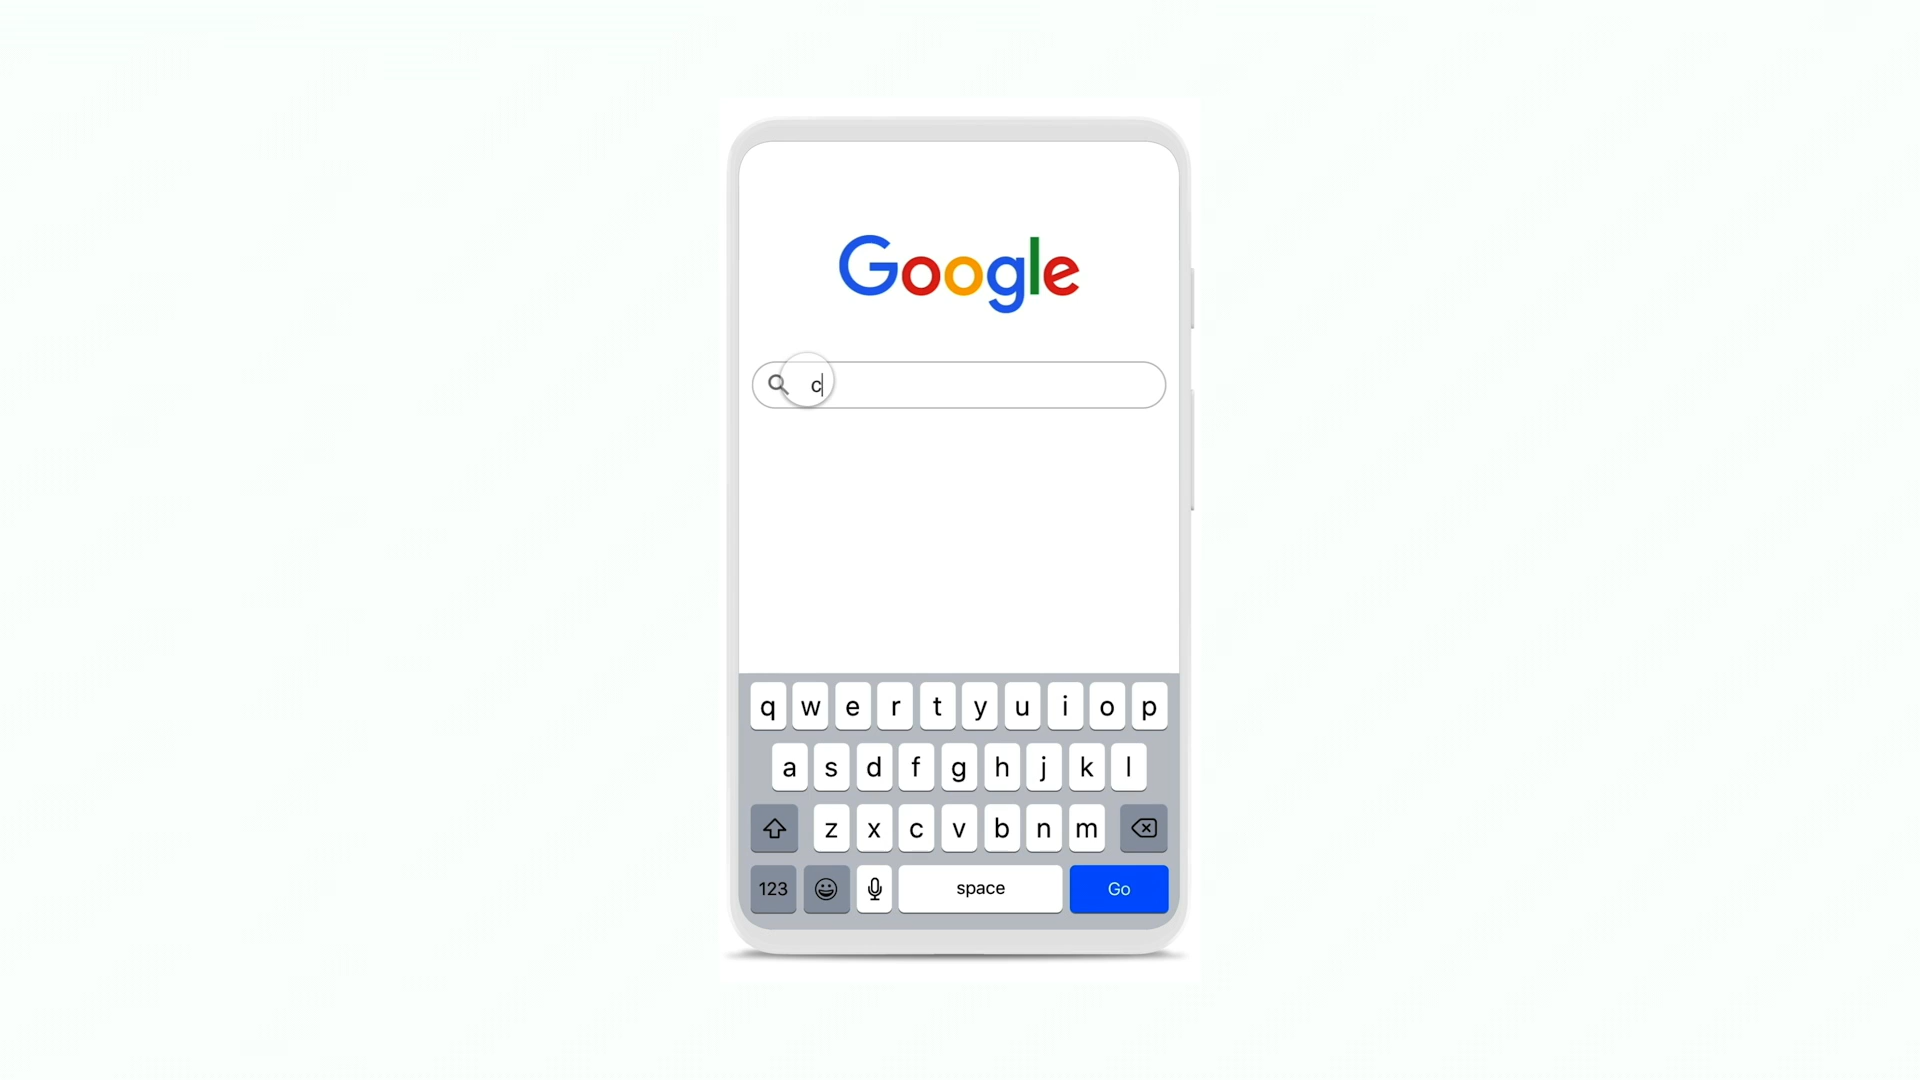 Google
c
q w e r t y u i o p
a s d f g h j k l
z x c v b n m
123 space Go